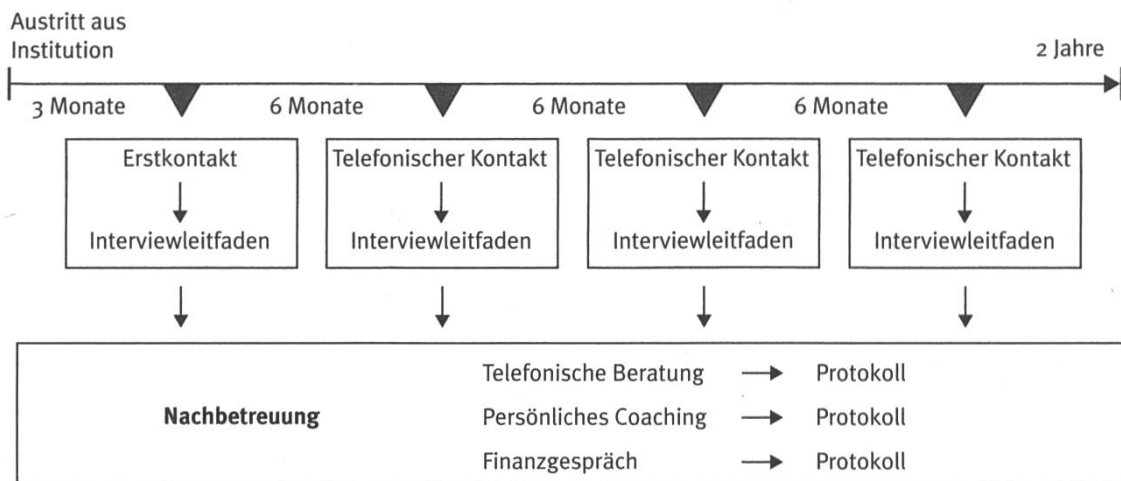 Austritt aus
Institution
2 Jahre
3 Monate 6 Monate 6 Monate 6 Monate
Erstkontakt Telefonischer Kontakt Telefonischer Kontakt Telefonischer Kontakt
Interviewleitfaden Interviewleitfaden Interviewleitfaden Interviewleitfaden
Telefonische Beratung Protokoll
Nachbetreuung Persönliches Coaching Protokoll
Finanzgespräch Protokoll